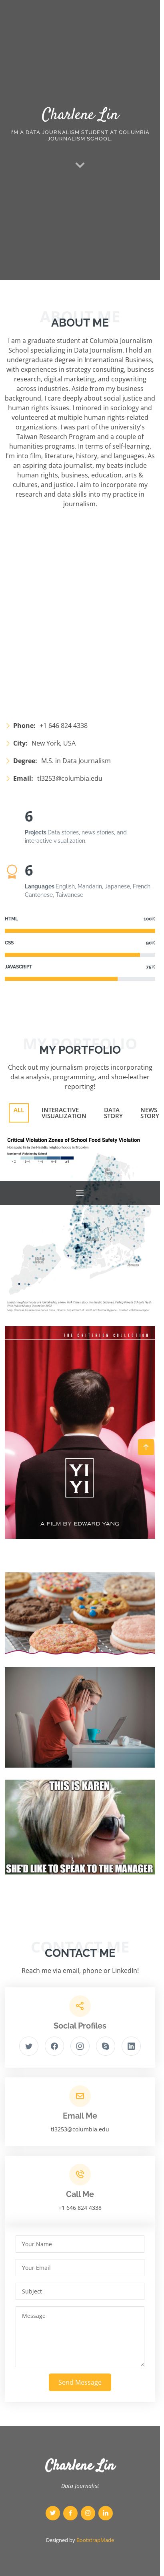 Charlene Lin
I'M A DATA JOURNALISM STUDENT AT COLUMBIA
JOURNALISM SCHOOL.
ABOUT ME
ABOUT ME
I am a graduate student at Columbia Journalism
School specializing in Data Journalism. I hold an
undergraduate degree in International Business,
with experiences in strategy consulting, business
research, digital marketing, and copywriting
across industries. Aside from my business
background, I care deeply about social justice and
human rights issues. I minored in sociology and
volunteered in multiple human rights-related
organizations. I was part of the university's
Taiwan Research Program and a couple of
humanities programs. In terms of self-learning,
I'm into film, literature, history, and languages. As
an aspiring data journalist, my beats include
human rights, business, education, arts &
cultures, and justice. I aim to incorporate my
research and data skills into my practice in
journalism.
Phone: +1 646 824 4338
City: New York, USA
Degree: M.S. in Data Journalism
Email: tl3253@columbia.edu
6
Projects Data stories, news stories, and
interactive visualization.
6
Languages English, Mandarin, Japanese, French,
Cantonese, Taiwanese
HTML 100%
CSS 90%
JAVASCRIPT 75%
MY PORTFOLIO
MY PORTFOLIO
Check out my journalism projects incorporating
data analysis, programming, and shoe-leather
reporting!
ALL INTERACTIVE VISUALIZATION DATA STORY NEWS STORY
Critical Violation Zones of School Food Safety Violation
THE CRITERION COLLECTION
YI
YI
A FILM BY EDWARD YANG
THIS IS KAREN
SHE'D LIKE TO SPEAK TO THE MANAGER
CONTACT ME
CONTACT ME
Reach me via email, phone or LinkedIn!
Social Profiles
Email Me
tl3253@columbia.edu
Call Me
+1 646 824 4338
Your Name
Your Email
Subject
Message
Send Message
Charlene Lin
Data Journalist
Designed by BootstrapMade